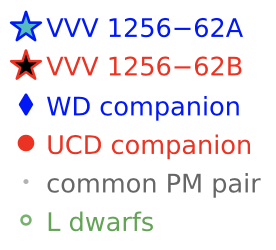 VVV 1256−62A
VVV 1256−62B
WD companion
UCD companion
common PM pair
L dwarfs